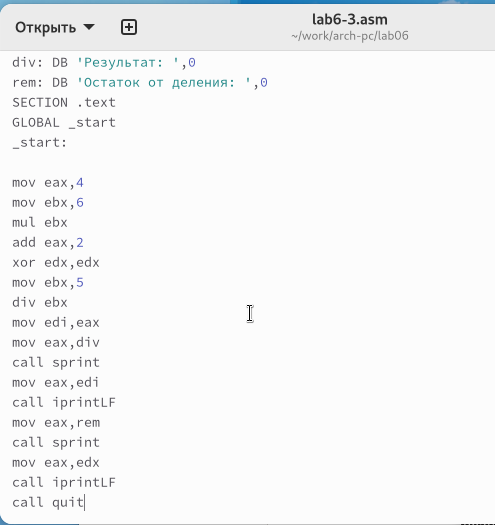 Открыть
lab6-3.asm
~/work/arch-pc/lab06
div: DB 'Результат: ',0
rem: DB 'Остаток от деления: ',0
SECTION .text
GLOBAL _start
_start:
mov eax,4
mov ebx,6
mul ebx
add eax,2
xor edx,edx
mov ebx,5
div ebx
mov edi,eax
mov eax,div
call sprint
mov eax,edi
call iprintLF
mov eax,rem
call sprint
mov eax,edx
call iprintLF
call quit